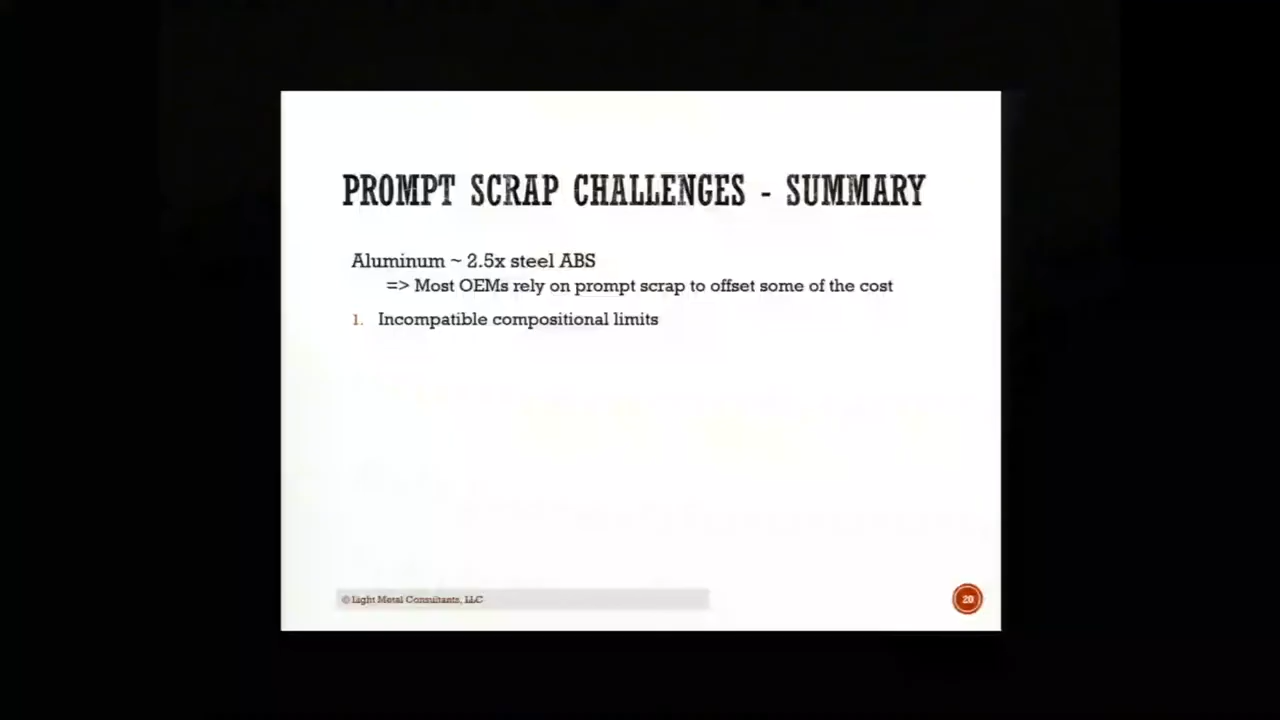 PROMPT SCRAP CHALLENGES - SUMMARY
Aluminum ~ 2.5x steel ABS
=> Most OEMs rely on prompt scrap to offset some of the cost
1. Incompatible compositional limits
© Light Metal Consultants, LLC
20